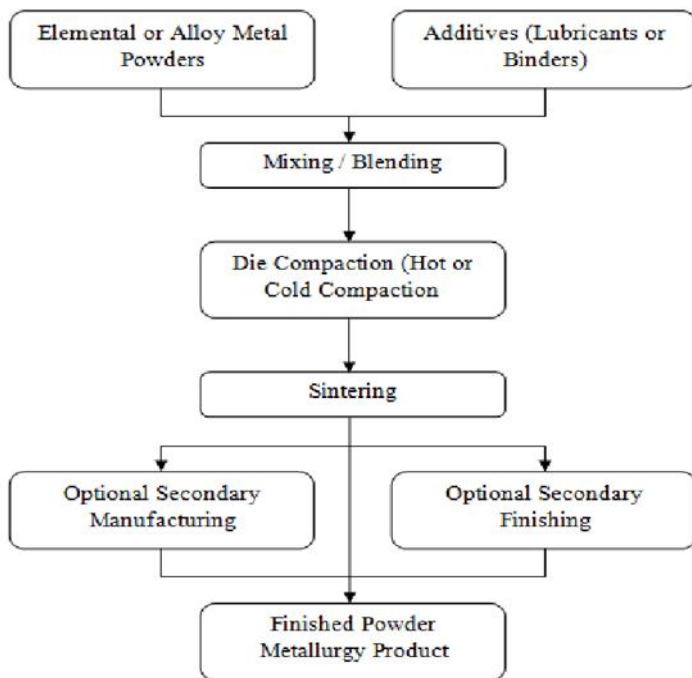 Elemental or Alloy Metal
Powders
Additives (Lubricants or
Binders)
Mixing / Blending
Die Compaction (Hot or
Cold Compaction
Sintering
Optional Secondary
Manufacturing
Optional Secondary
Finishing
Finished Powder
Metallurgy Product